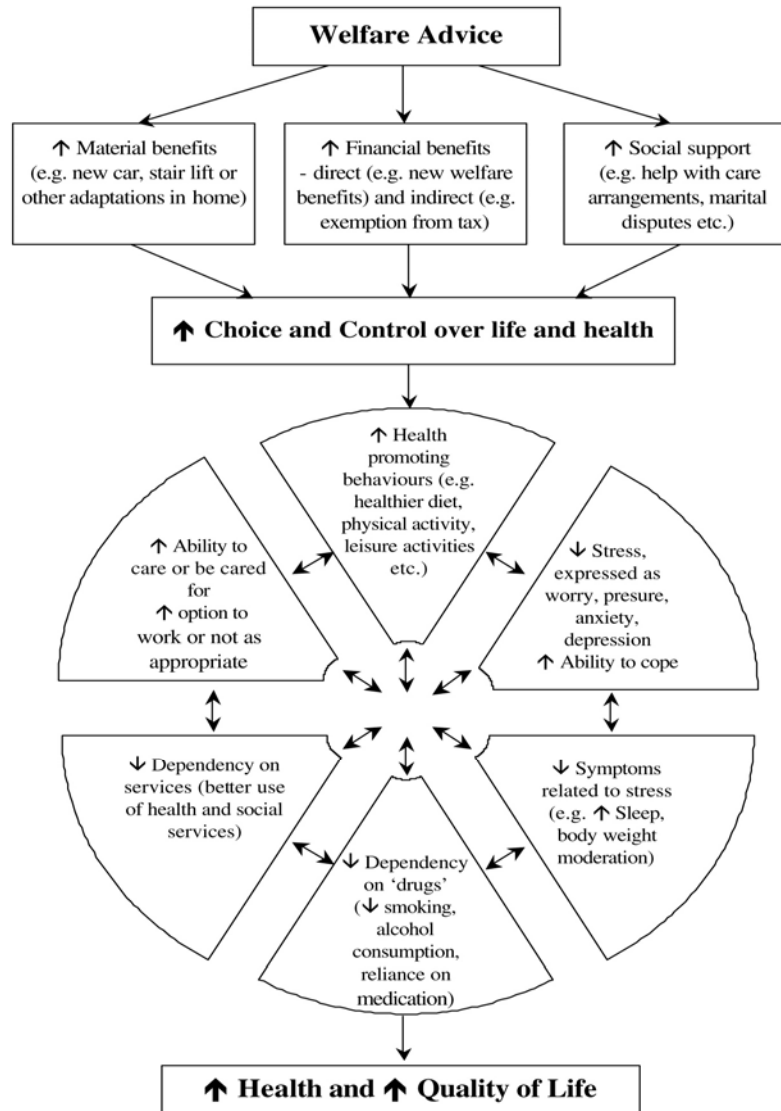 Welfare Advice
↑ Material benefits
(e.g. new car, stair lift or
other adaptations in home)
↑ Financial benefits
- direct (e.g. new welfare
benefits) and indirect (e.g.
exemption from tax)
↑ Social support
(e.g. help with care
arrangements, marital
disputes etc.)
↑ Choice and Control over life and health
↑ Health
promoting
behaviours (e.g.
healthier diet,
physical activity,
leisure activities
etc.)
↑ Ability to
care or be cared
for
↑ option to
work or not as
appropriate
↓ Stress,
expressed as
worry, presure,
anxiety,
depression
↑ Ability to cope
↓ Dependency on
services (better use
of health and social
services)
↓ Symptoms
related to stress
(e.g. ↑ Sleep,
body weight
moderation)
↓ Dependency
on ‘drugs’
(↓ smoking,
alcohol
consumption,
reliance on
medication)
↑ Health and ↑ Quality of Life